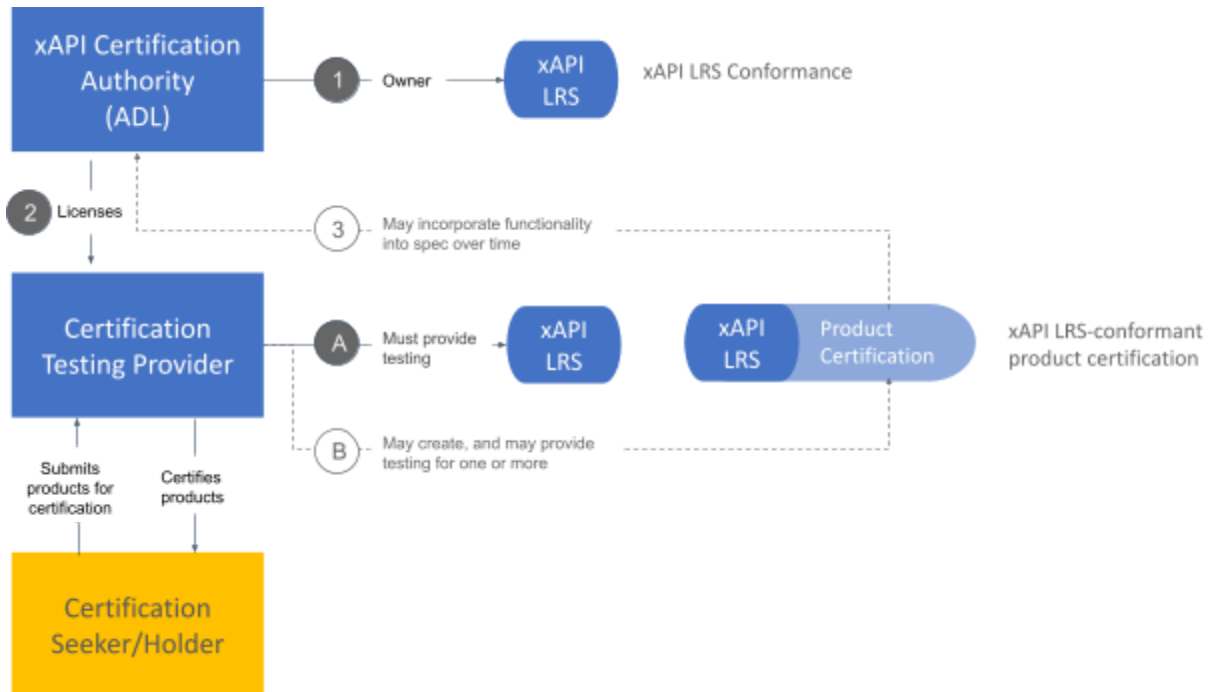 xAPI Certification
Authority
(ADL)
1
Owner
xAPI
LRS
xAPI LRS Conformance
2
Licenses
3
May incorporate functionality
into spec over time
Certification
Testing Provider
A
Must provide
testing
xAPI
LRS
xAPI
LRS
Product
Certification
xAPI LRS-conformant
product certification
B
May create, and may provide
testing for one or more
Submits
products for
certification
Certifies
products
Certification
Seeker/Holder